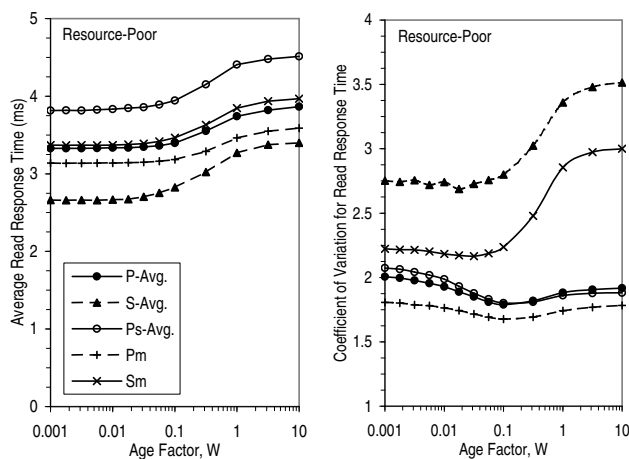 Resource-Poor
Average Read Response Time (ms)
5
4
3
2
1
0
P-Avg.
S-Avg.
Ps-Avg.
Pm
Sm
0.001 0.01 0.1 1 10
Age Factor, W
Resource-Poor
Coefficient of Variation for Read Response Time
4
3.5
3
2.5
2
1.5
1
0.001 0.01 0.1 1 10
Age Factor, W